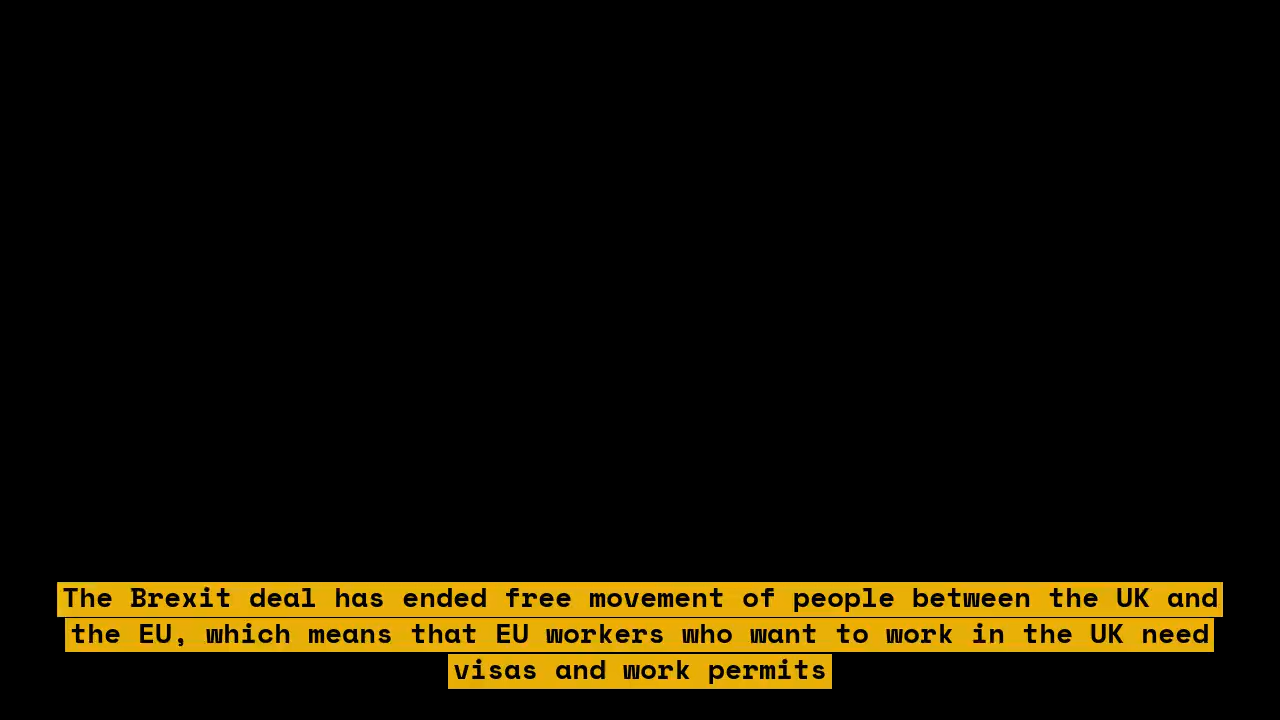 The Brexit deal has ended free movement of people between the UK and
the EU, which means that EU workers who want to work in the UK need
visas and work permits